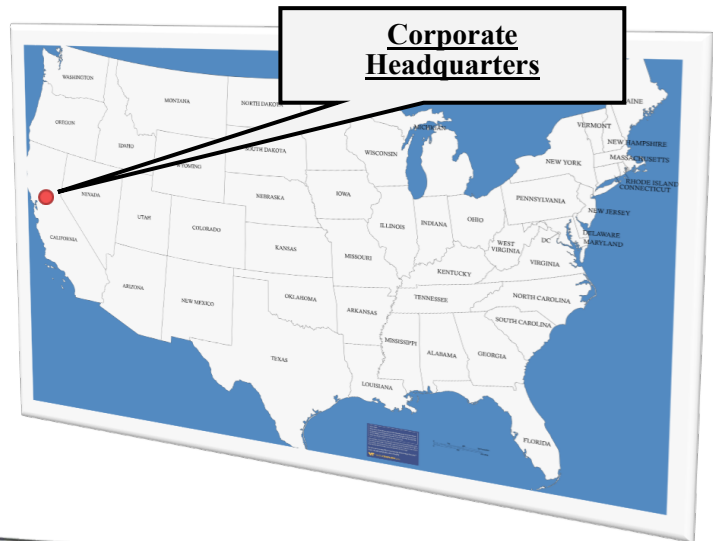 Corporate
Headquarters
WASHINGTON
MONTANA
NORTH DAKOTA
MAINE
OREGON
IDAHO
SOUTH DAKOTA
WISCONSIN
MICHIGAN
VERMONT
NEW HAMPSHIRE
NEW YORK
MASSACHUSETTS
WYOMING
RHODE ISLAND
CONNECTICUT
NEVADA
NEBRASKA
IOWA
PENNSYLVANIA
NEW JERSEY
UTAH
COLORADO
ILLINOIS
INDIANA
OHIO
DELAWARE
MARYLAND
CALIFORNIA
KANSAS
MISSOURI
WEST
VIRGINIA
DC
VIRGINIA
KENTUCKY
ARIZONA
NEW MEXICO
OKLAHOMA
ARKANSAS
TENNESSEE
NORTH CAROLINA
SOUTH CAROLINA
MISSISSIPPI
ALABAMA
GEORGIA
TEXAS
LOUISIANA
FLORIDA